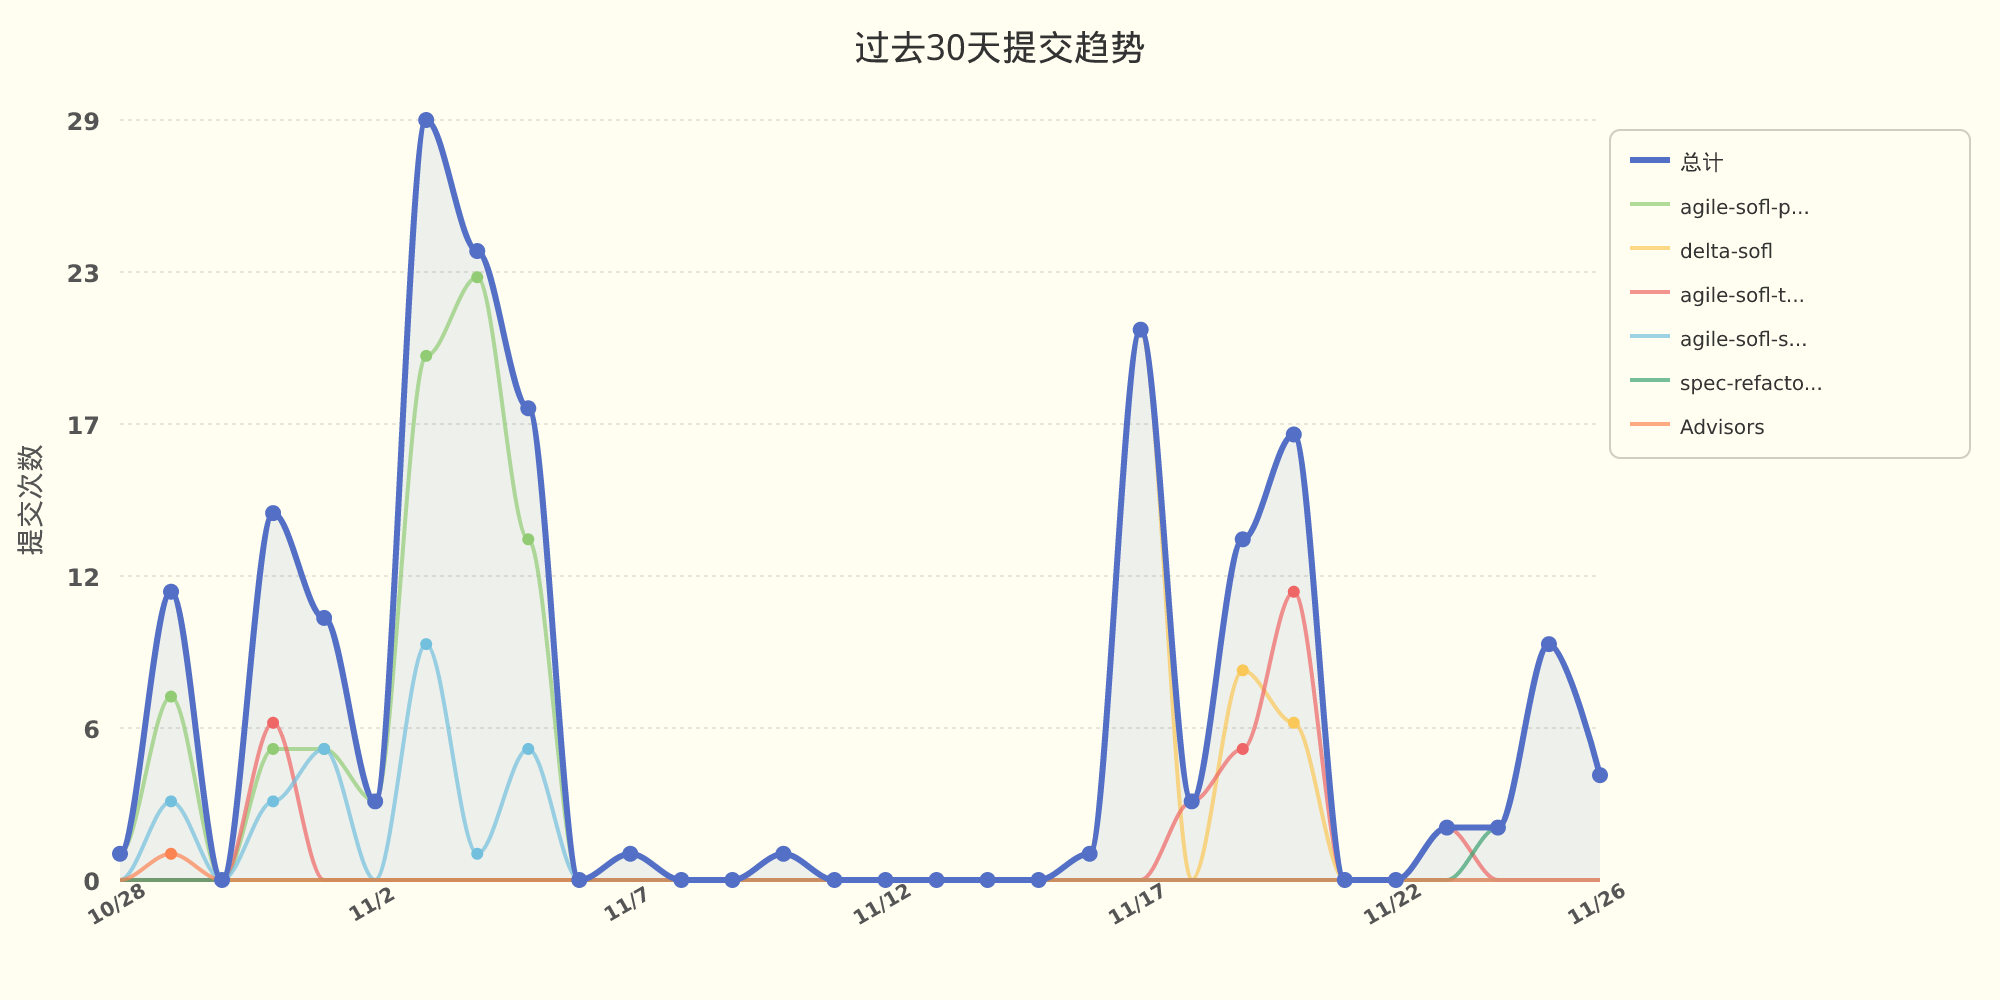 过去30天提交趋势
提交次数
29
23
17
12
6
0
10/28
11/2
11/7
11/12
11/17
11/22
11/26
总计
agile-sofl-p...
delta-sofl
agile-sofl-t...
agile-sofl-s...
spec-refacto...
Advisors